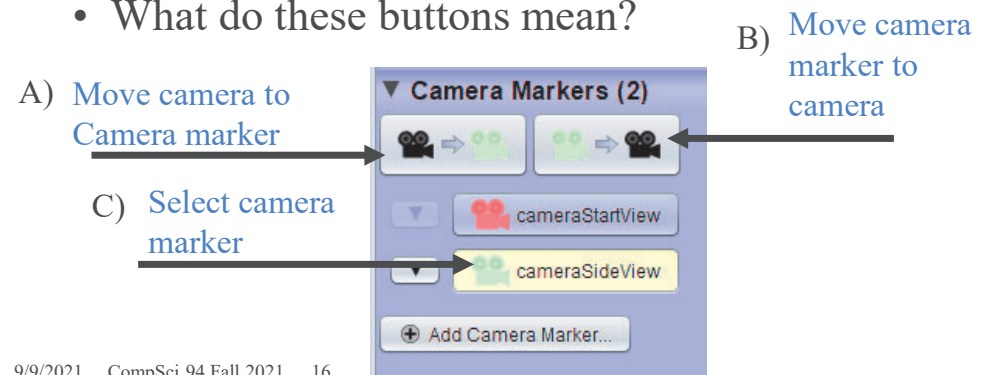 • What do these buttons mean?
A) Move camera to
Camera marker
B) Move camera
marker to
camera
▼ Camera Markers (2)
C) Select camera
marker
cameraStartView
cameraSideView
Add Camera Marker...
9/9/2021 CompSci 94 Fall 2021 16